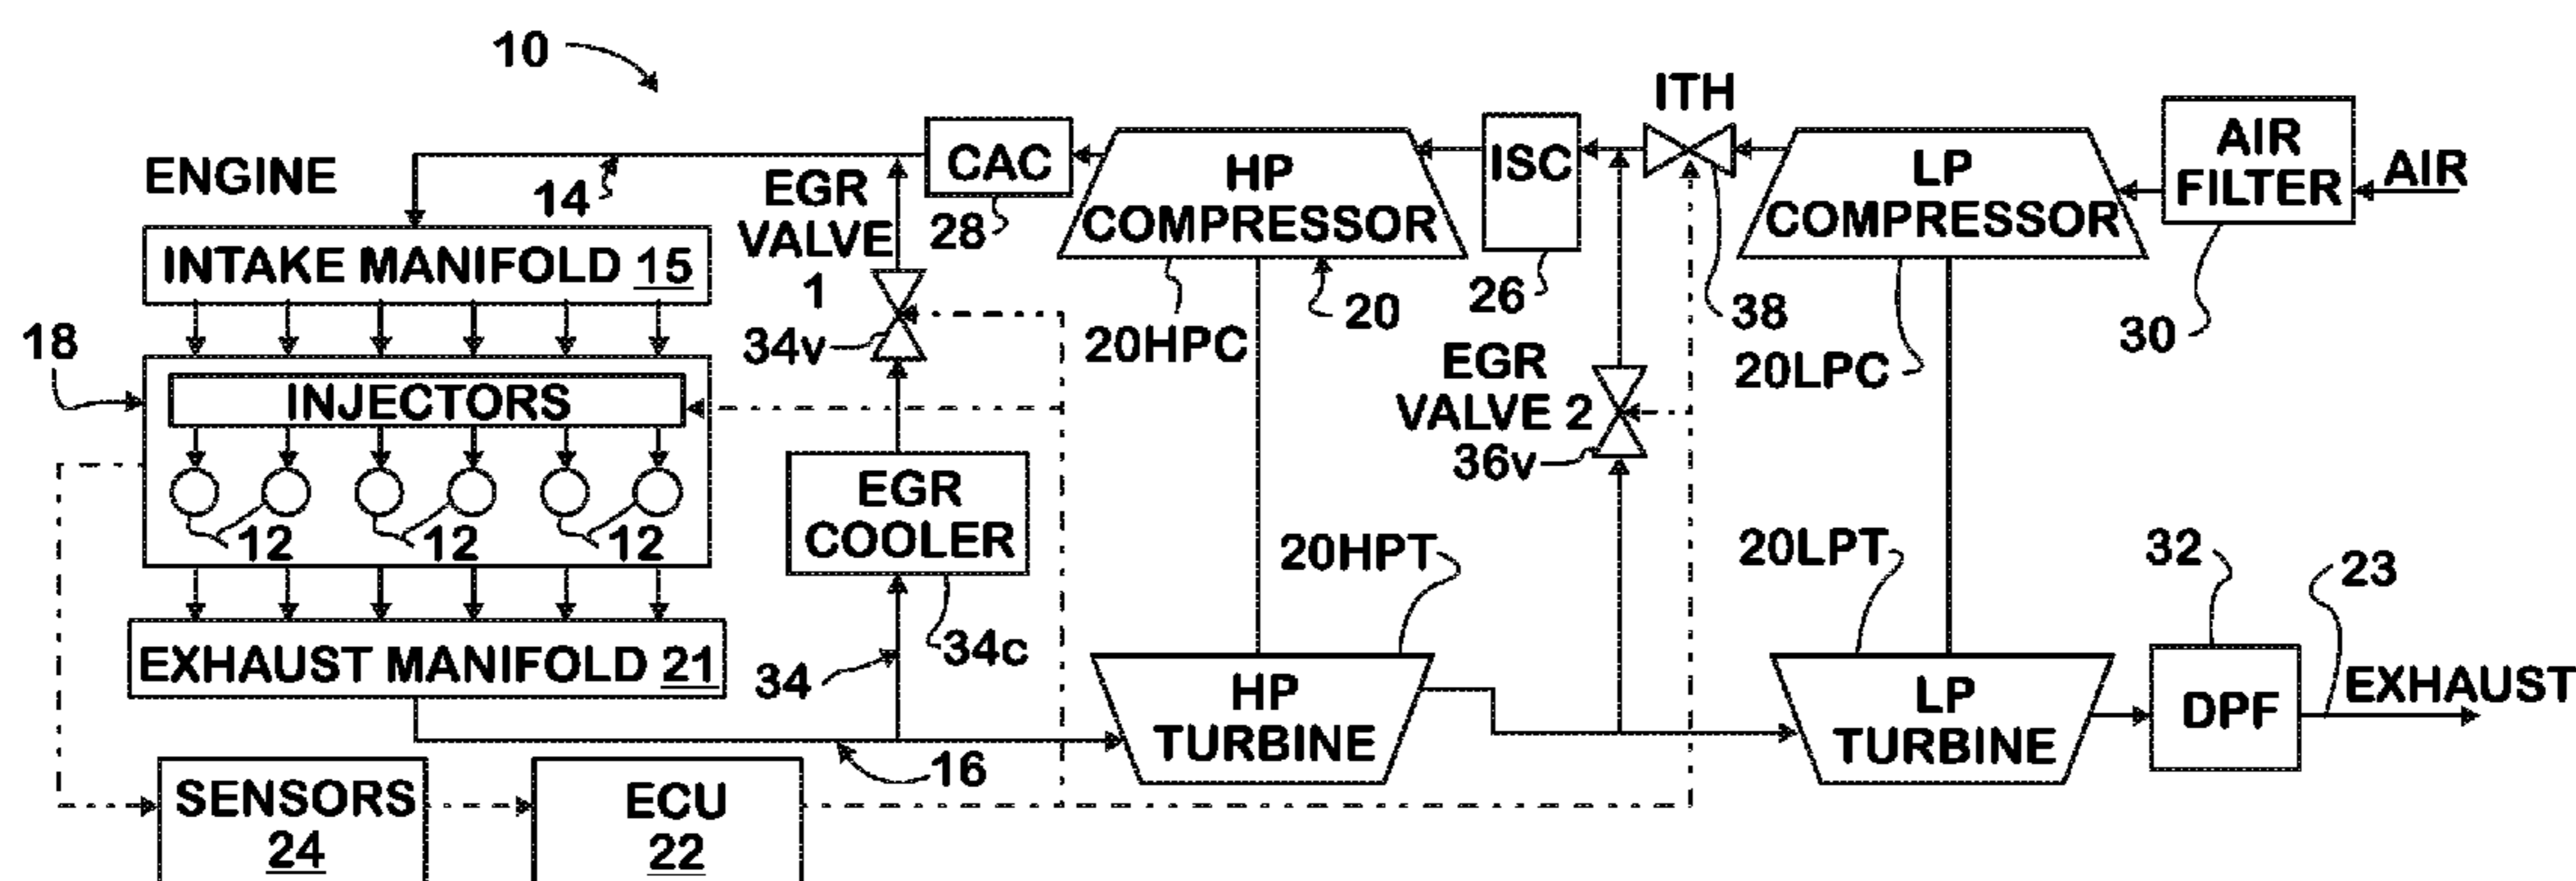 10
ITH
AIR
FILTER
AIR
ENGINE
14
EGR
VALVE
1
CAC
28
HP
COMPRESSOR
ISC
LP
COMPRESSOR
INTAKE MANIFOLD 15
34v
20HPC
20
26
38
20LPC
30
18
INJECTORS
EGR
VALVE 2
36v
12
12
12
EGR
COOLER
34c
34
20HPT
20LPT
32
23
EXHAUST MANIFOLD 21
HP
TURBINE
LP
TURBINE
DPF
EXHAUST
16
SENSORS
24
ECU
22